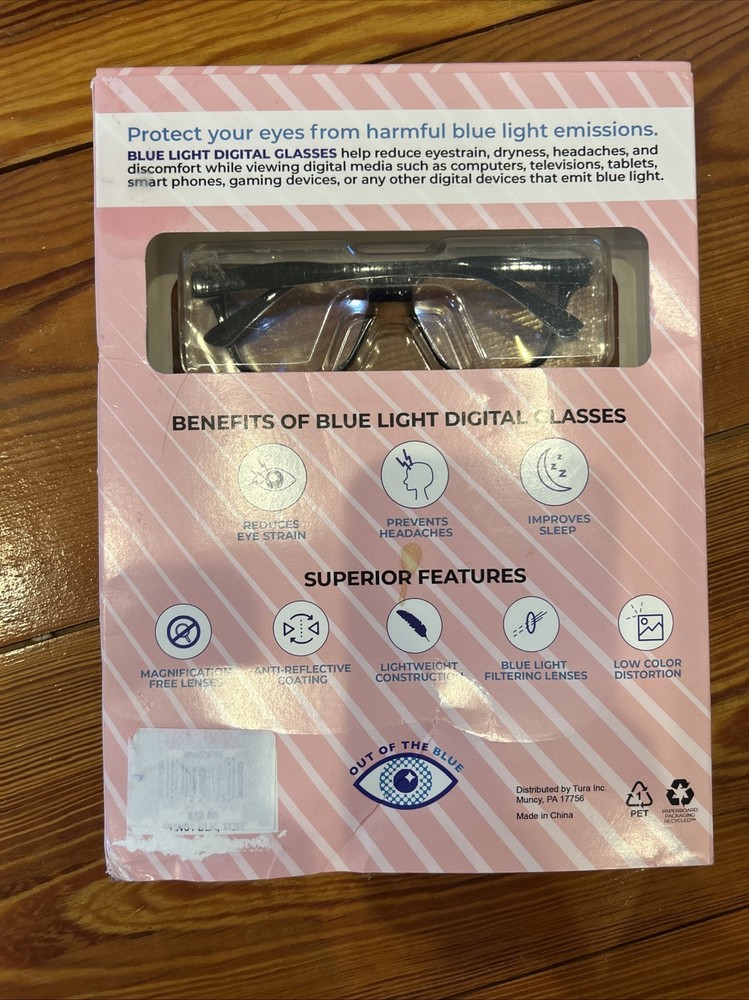 Protect your eyes from harmful blue light emissions.
BLUE LIGHT DIGITAL GLASSES help reduce eyestrain, dryness, headaches, and
discomfort while viewing digital media such as computers, televisions, tablets,
smart phones, gaming devices, or any other digital devices that emit blue light.
BENEFITS OF BLUE LIGHT DIGITAL GLASSES
REDUCES
EYE STRAIN
PREVENTS
HEADACHES
IMPROVES
SLEEP
z z z
SUPERIOR FEATURES
MAGNIFICATION
FREE LENSES
ANTI-REFLECTIVE
COATING
LIGHTWEIGHT
CONSTRUCTION
BLUE LIGHT
FILTERING LENSES
LOW COLOR
DISTORTION
OUT OF THE BLUE
Distributed by Tura Inc.
Muncy, PA 17756
Made in China
1
PET
PAPERBOARD
PACKAGING
RECYCLED™